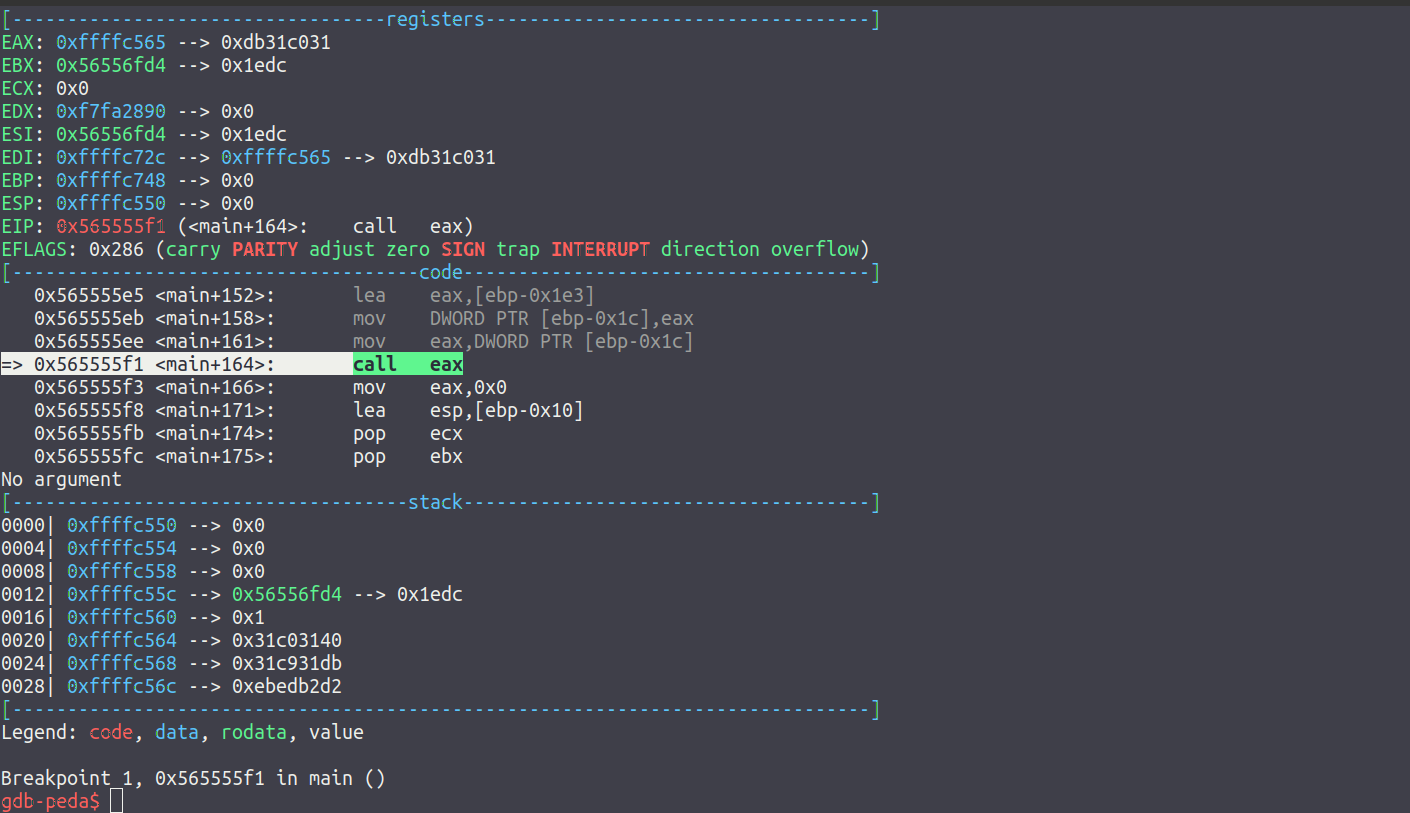 [----------------------------------registers-----------------------------------]
EAX: 0xffffc565 --> 0xdb31c031
EBX: 0x56556fd4 --> 0x1edc
ECX: 0x0
EDX: 0xf7fa2890 --> 0x0
ESI: 0x56556fd4 --> 0x1edc
EDI: 0xffffc72c --> 0xffffc565 --> 0xdb31c031
EBP: 0xffffc748 --> 0x0
ESP: 0xffffc550 --> 0x0
EIP: 0x565555f1 (<main+164>:    call   eax)
EFLAGS: 0x286 (carry PARITY adjust zero SIGN trap INTERRUPT direction overflow)
[-------------------------------------code-------------------------------------]
   0x565555e5 <main+152>:       lea    eax,[ebp-0x1e3]
   0x565555eb <main+158>:       mov    DWORD PTR [ebp-0x1c],eax
   0x565555ee <main+161>:       mov    eax,DWORD PTR [ebp-0x1c]
=> 0x565555f1 <main+164>:       call   eax
   0x565555f3 <main+166>:       mov    eax,0x0
   0x565555f8 <main+171>:       lea    esp,[ebp-0x10]
   0x565555fb <main+174>:       pop    ecx
   0x565555fc <main+175>:       pop    ebx
No argument
[------------------------------------stack-------------------------------------]
0000| 0xffffc550 --> 0x0
0004| 0xffffc554 --> 0x0
0008| 0xffffc558 --> 0x0
0012| 0xffffc55c --> 0x56556fd4 --> 0x1edc
0016| 0xffffc560 --> 0x1
0020| 0xffffc564 --> 0x31c03140
0024| 0xffffc568 --> 0x31c931db
0028| 0xffffc56c --> 0xebedb2d2
[------------------------------------------------------------------------------]
Legend: code, data, rodata, value
Breakpoint 1, 0x565555f1 in main ()
gdb-peda$